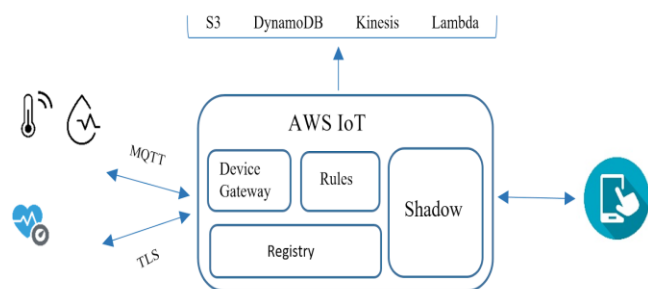 S3 DynamoDB Kinesis Lambda
AWS IoT
MQTT
Device
Gateway
Rules
Shadow
Registry
TLS